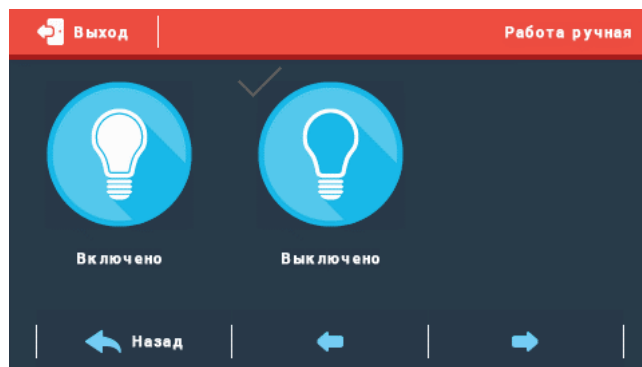 Выход
Работа ручная
Включено
Выключено
Назад